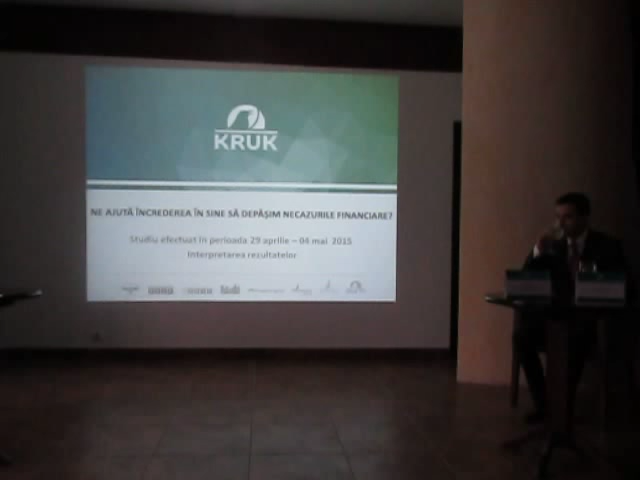 KRUK
NE AJUTĂ ÎNCREDEREA ÎN SINE SĂ DEPĂȘIM NECAZURILE FINANCIARE?
Studiu efectuat în perioada 29 aprilie – 04 mai 2015
Interpretarea rezultatelor